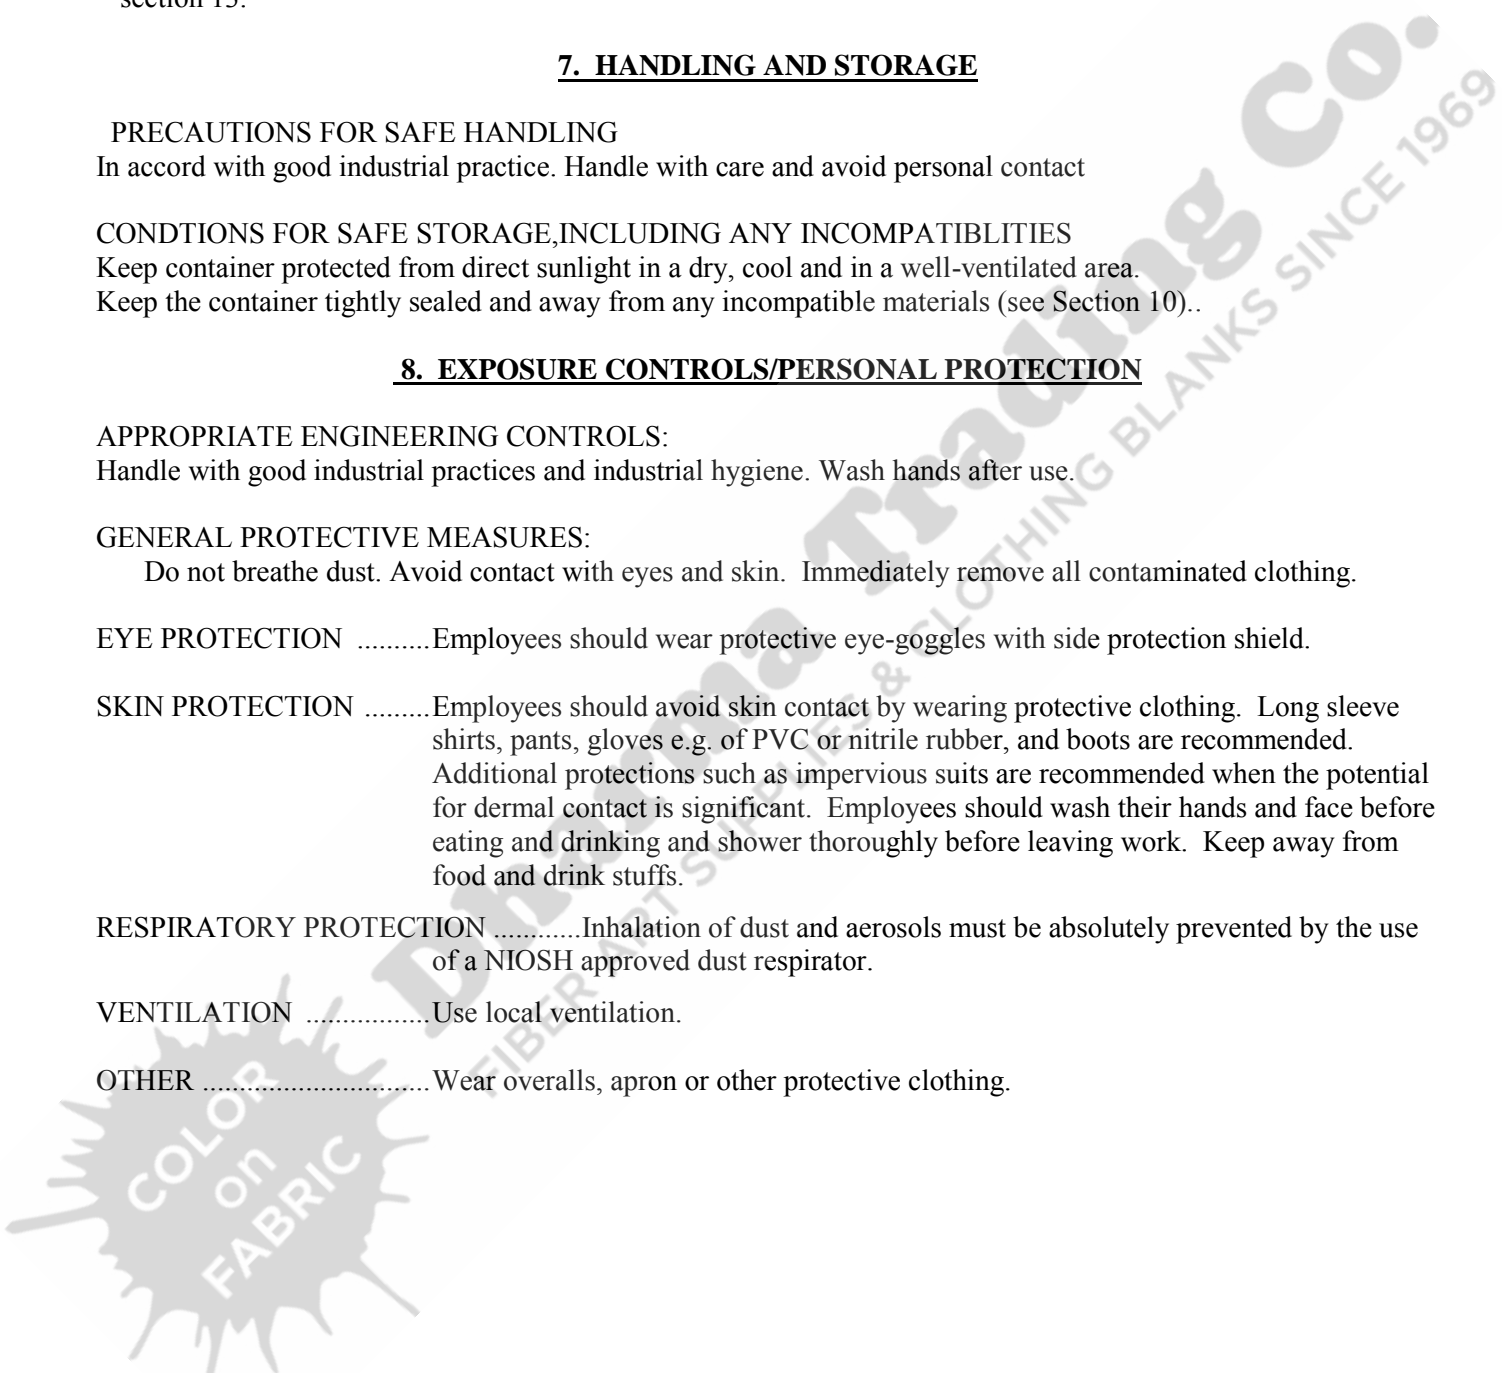 section 13.
7. HANDLING AND STORAGE
PRECAUTIONS FOR SAFE HANDLING
In accord with good industrial practice. Handle with care and avoid personal contact
CONDTIONS FOR SAFE STORAGE,INCLUDING ANY INCOMPATIBLITIES
Keep container protected from direct sunlight in a dry, cool and in a well-ventilated area.
Keep the container tightly sealed and away from any incompatible materials (see Section 10)..
8. EXPOSURE CONTROLS/PERSONAL PROTECTION
APPROPRIATE ENGINEERING CONTROLS:
Handle with good industrial practices and industrial hygiene. Wash hands after use.
GENERAL PROTECTIVE MEASURES:
Do not breathe dust. Avoid contact with eyes and skin. Immediately remove all contaminated clothing.
EYE PROTECTION ..........Employees should wear protective eye-goggles with side protection shield.
SKIN PROTECTION .........Employees should avoid skin contact by wearing protective clothing. Long sleeve
shirts, pants, gloves e.g. of PVC or nitrile rubber, and boots are recommended.
Additional protections such as impervious suits are recommended when the potential
for dermal contact is significant. Employees should wash their hands and face before
eating and drinking and shower thoroughly before leaving work. Keep away from
food and drink stuffs.
RESPIRATORY PROTECTION ............Inhalation of dust and aerosols must be absolutely prevented by the use
of a NIOSH approved dust respirator.
VENTILATION .................Use local ventilation.
OTHER ...............................Wear overalls, apron or other protective clothing.
Dharma Trading Co.
FIBER ART SUPPLIES & CLOTHING BLANKS SINCE 1969
COLOR
on
FABRIC